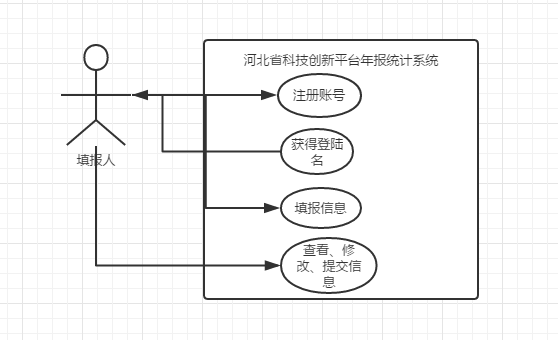 河北省科技创新平台年报统计系统
注册账号
获得登陆
名
填报人
填报信息
查看、修
改、提交信
息